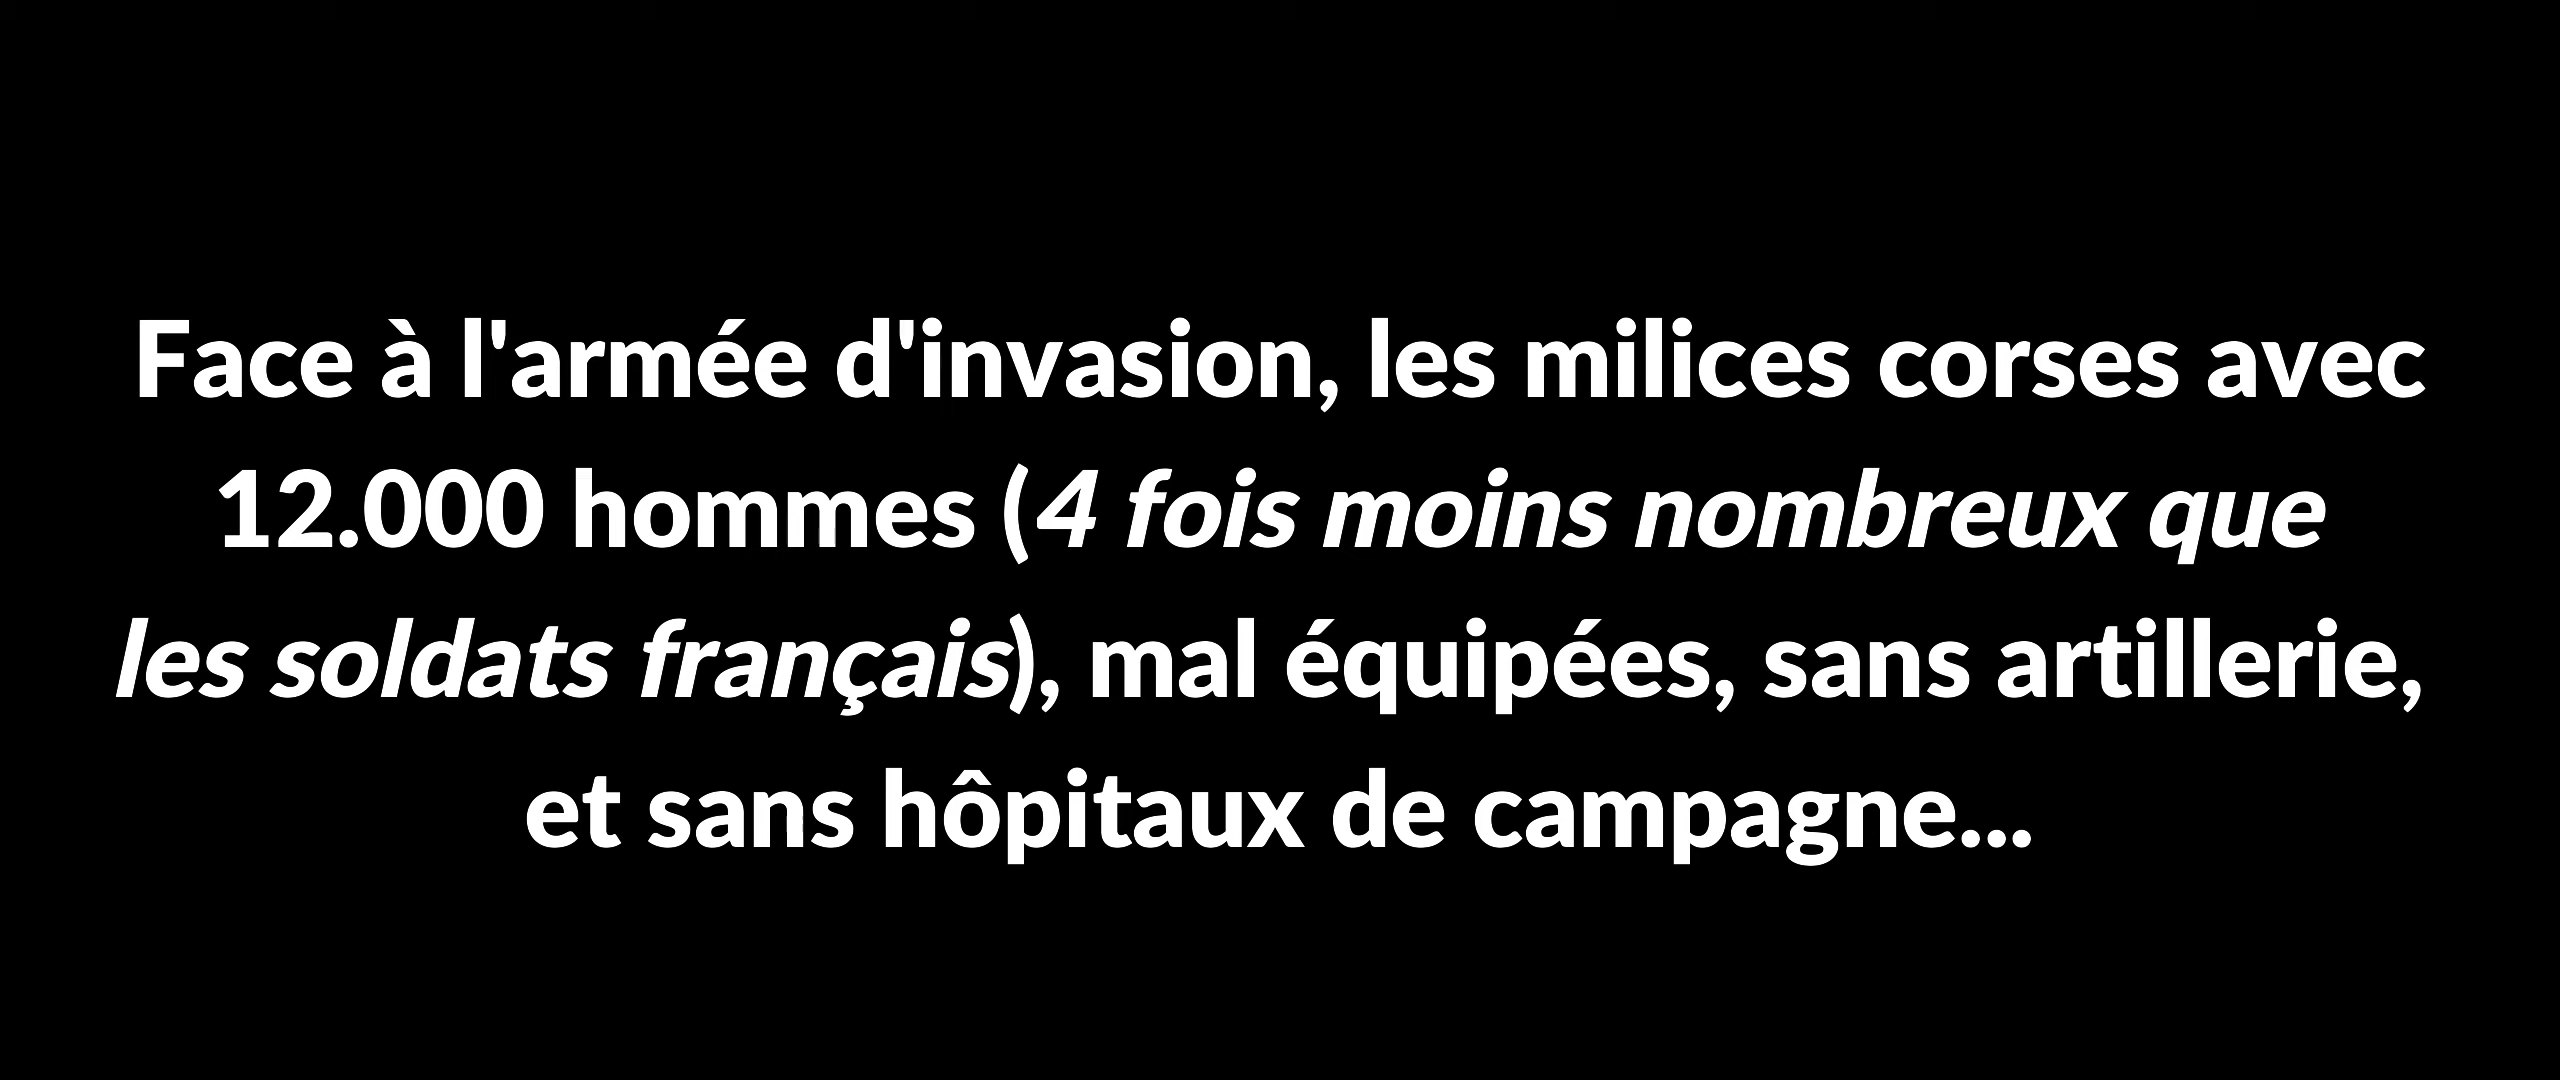 Face à l'armée d'invasion, les milices corses avec
12.000 hommes (4 fois moins nombreux que
les soldats français), mal équipées, sans artillerie,
et sans hôpitaux de campagne...